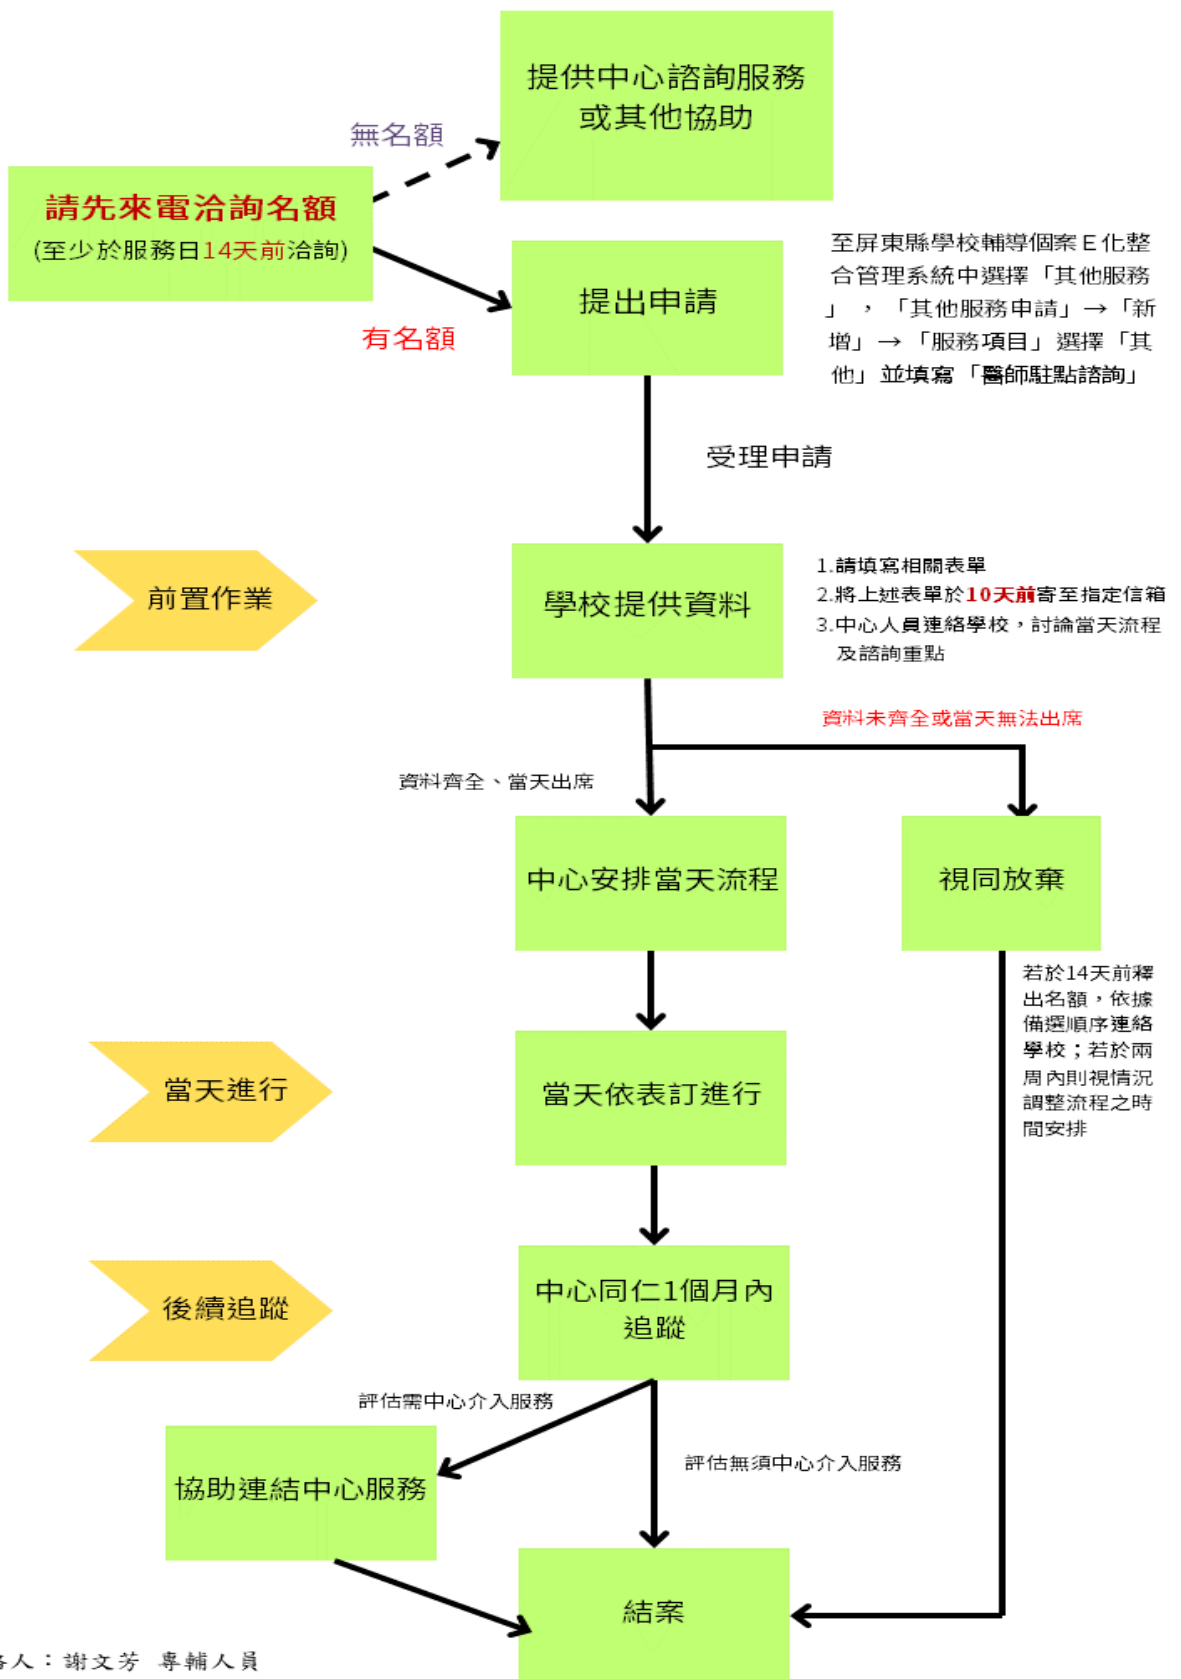 提供中心諮詢服務
或其他協助
無名額
請先來電洽詢名額
(至少於服務日14天前洽詢)
提出申請
有名額
至屏東縣學校輔導個案E化整
合管理系統中選擇「其他服務
」，「其他服務申請」→「新
增」→「服務項目」選擇「其
他」並填寫「醫師駐點諮詢」
受理申請
前置作業
學校提供資料
1.請填寫相關表單
2.將上述表單於10天前寄至指定信箱
3.中心人員連絡學校，討論當天流程
及諮詢重點
資料未齊全或當天無法出席
資料齊全、當天出席
中心安排當天流程
視同放棄
若於14天前釋
出名額，依據
備選順序連絡
學校；若於兩
周內則視情況
調整流程之時
間安排
當天進行
當天依表訂進行
後續追蹤
中心同仁1個月內
追蹤
評估需中心介入服務
評估無須中心介入服務
協助連結中心服務
結案
人：謝文芳 專輔人員